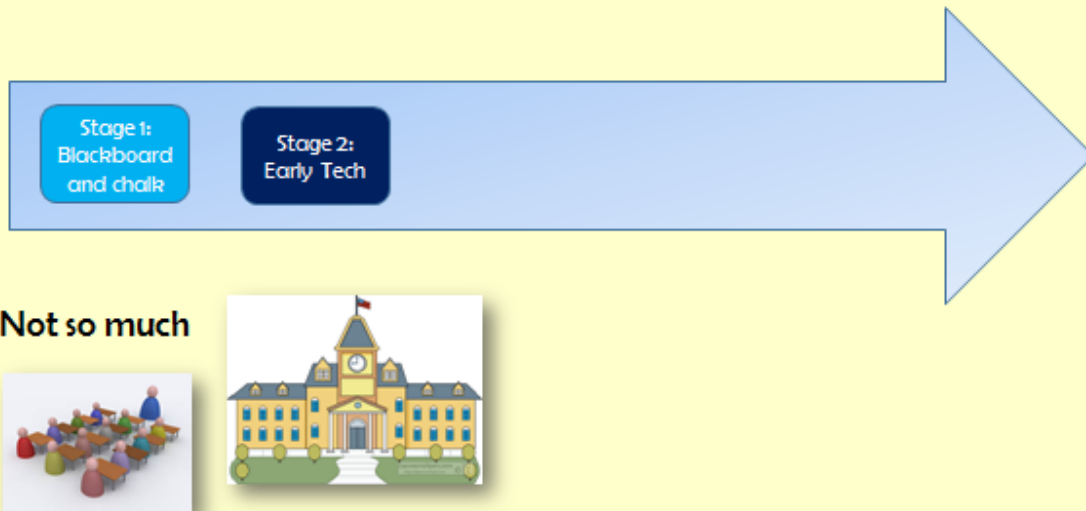 Stage 1:
Blackboard
and chalk
Stage 2:
Early Tech
Not so much